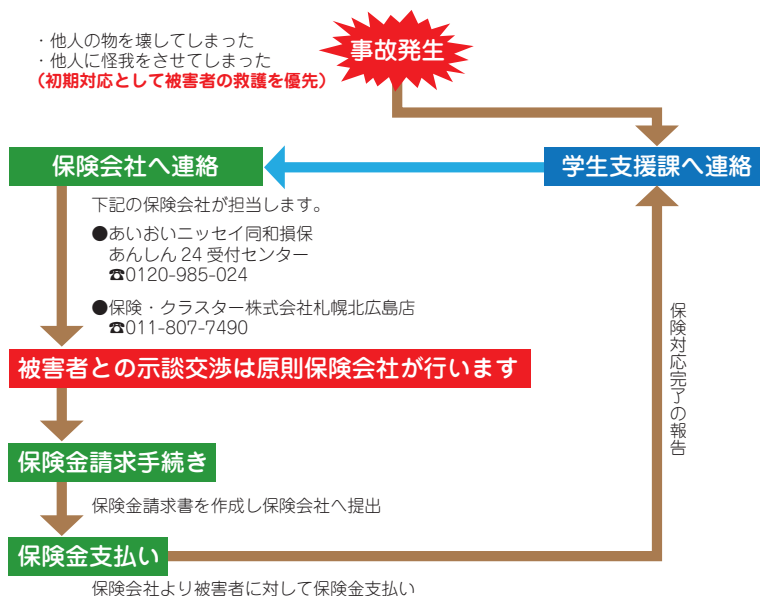 ・他人の物を壊してしまった
・他人に怪我をさせてしまった
（初期対応として被害者の救護を優先）
事故発生
学生支援課へ連絡
保険会社へ連絡
下記の保険会社が担当します。
●あいおいニッセイ同和損保
あんしん24受付センター
☎0120-985-024
●保険・クラスター株式会社札幌北広島店
☎011-807-7490
被害者との示談交渉は原則保険会社が行います
保険金請求手続き
保険金請求書を作成し保険会社へ提出
保険金支払い
保険会社より被害者に対して保険金支払い
保険対応完了の報告